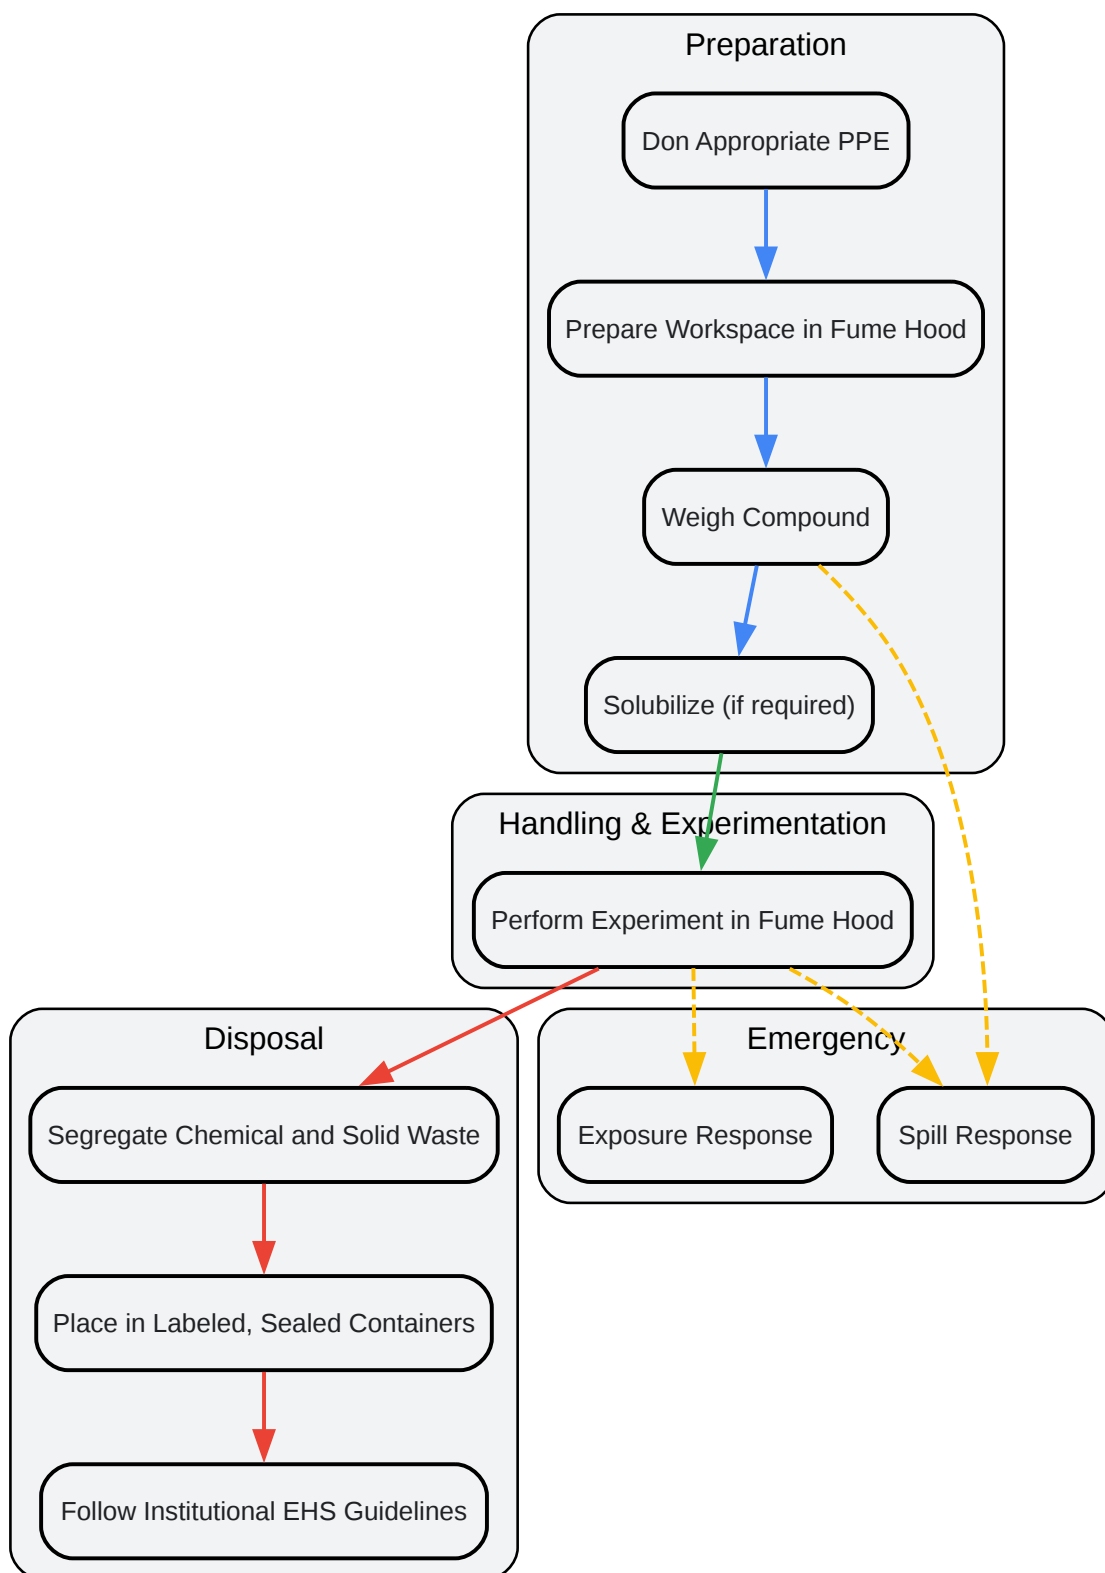 Preparation
Don Appropriate PPE
Prepare Workspace in Fume Hood
Weigh Compound
Solubilize (if required)
Handling & Experimentation
Perform Experiment in Fume Hood
Disposal
Segregate Chemical and Solid Waste
Place in Labeled, Sealed Containers
Follow Institutional EHS Guidelines
Emergency
Exposure Response
Spill Response